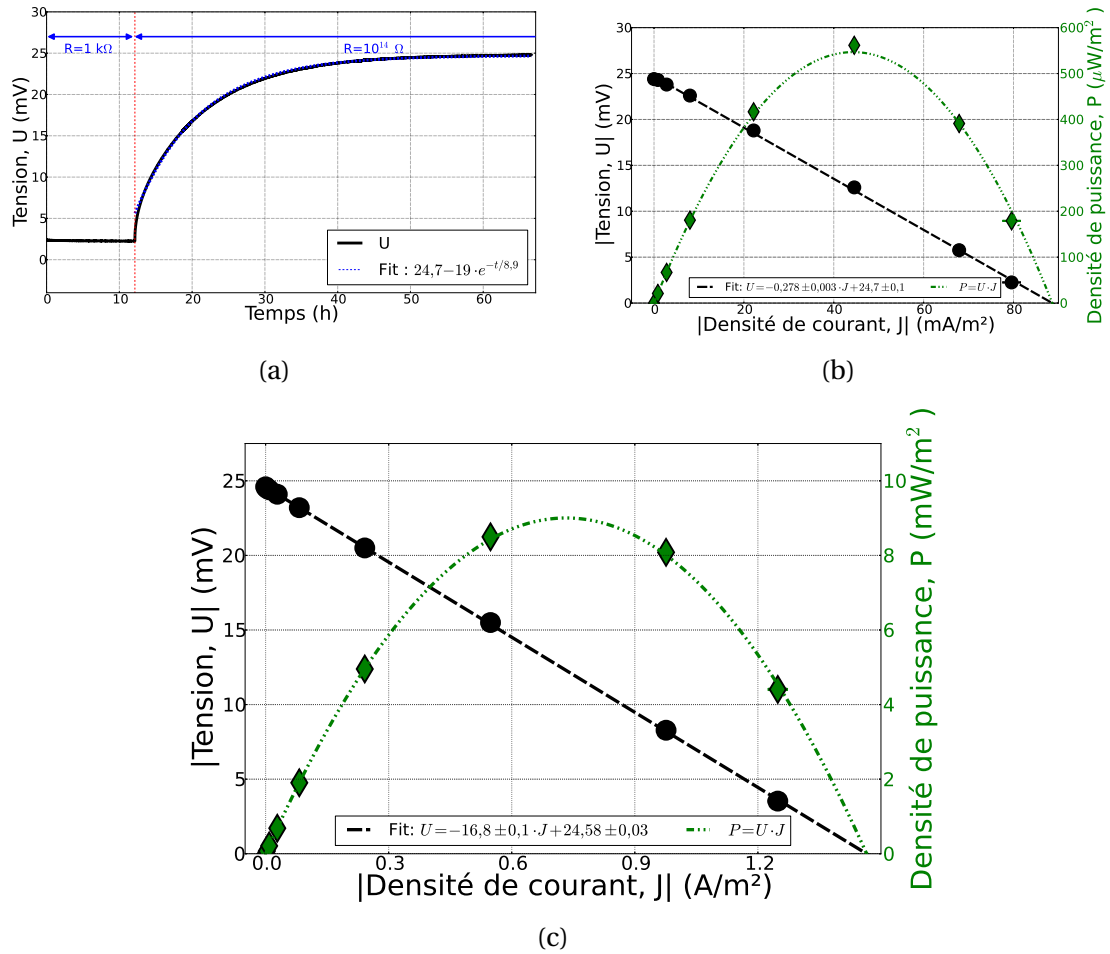 R=1 kΩ
R=10¹⁴ Ω
30
25
20
15
10
5
0
Tension, U (mV)
U
Fit : 24,7−19 ·e^{−t/8,9}
0 10 20 30 40 50 60
Temps (h)
(a)
30
25
20
15
10
5
0
|Tension, U| (mV)
600
500
400
300
200
100
0
Densité de puissance, P (μW/m²)
Fit: U=−0,278±0,003·J+24,7±0,1 P=U·J
0 20 40 60 80
|Densité de courant, J| (mA/m²)
(b)
25
20
15
10
5
0
|Tension, U| (mV)
10
8
6
4
2
0
Densité de puissance, P (mW/m²)
Fit: U=−16,8±0,1·J+24,58±0,03 P=U·J
0.0 0.3 0.6 0.9 1.2
|Densité de courant, J| (A/m²)
(c)